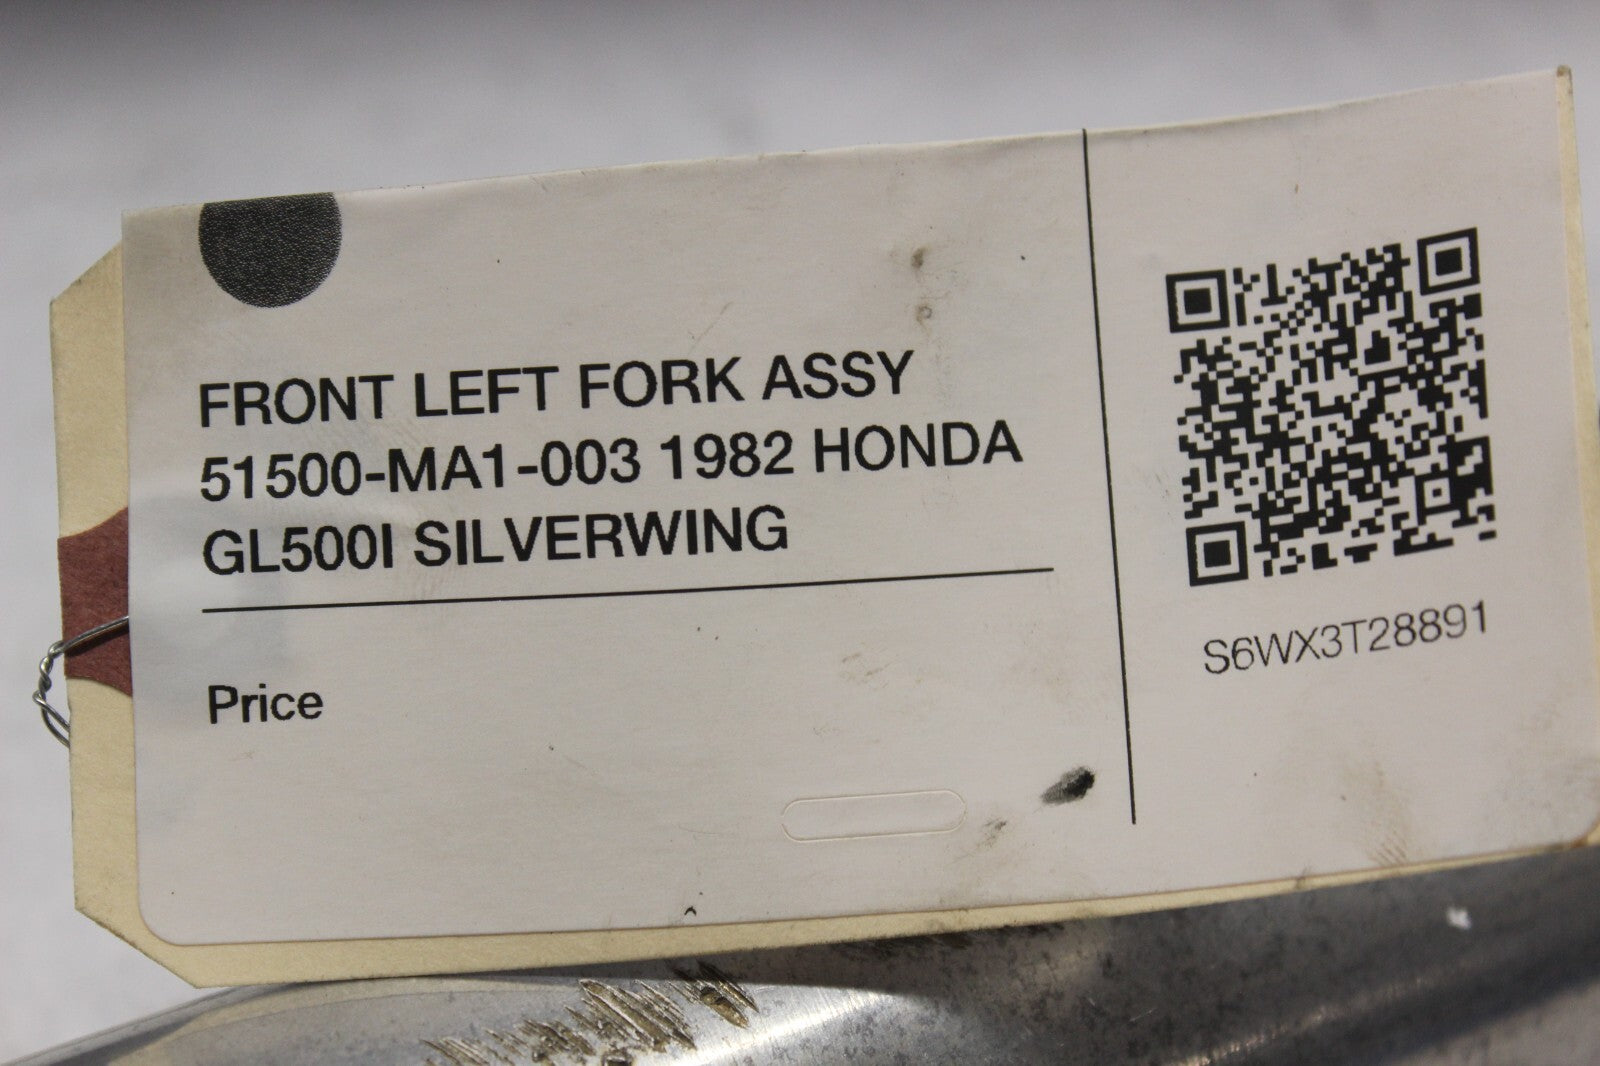 FRONT LEFT FORK ASSY
51500-MA1-003 1982 HONDA
GL500I SILVERWING
Price
S6WX3T28891